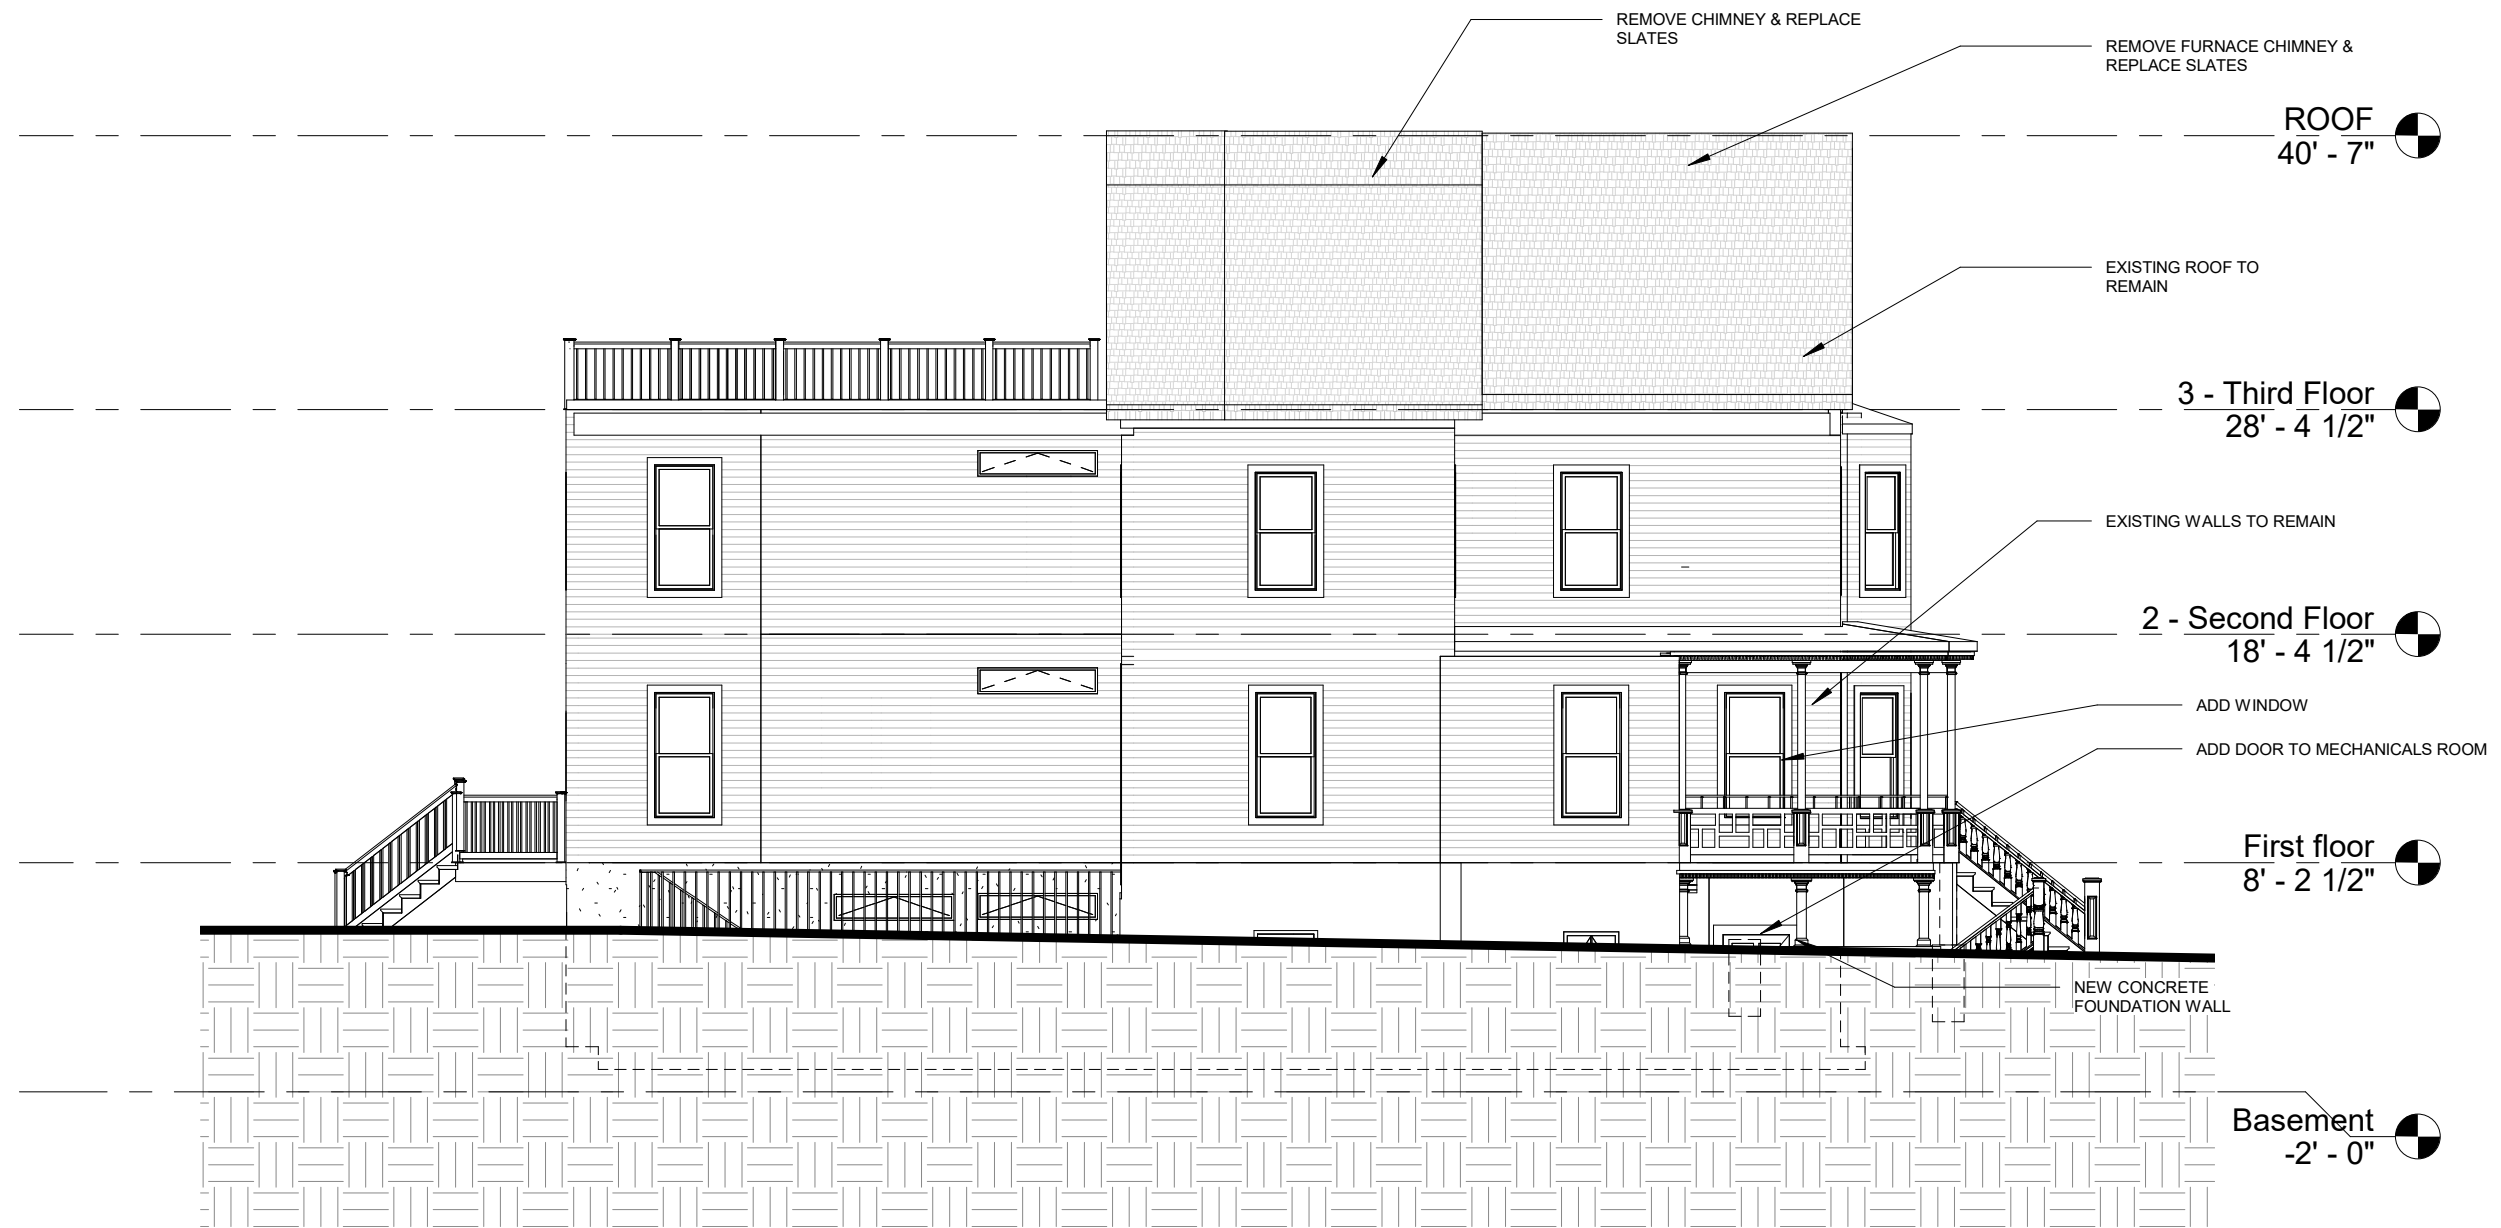 REMOVE CHIMNEY & REPLACE
SLATES
REMOVE FURNACE CHIMNEY &
REPLACE SLATES
ROOF
40' - 7"
EXISTING ROOF TO
REMAIN
3 - Third Floor
28' - 4 1/2"
EXISTING WALLS TO REMAIN
2 - Second Floor
18' - 4 1/2"
ADD WINDOW
ADD DOOR TO MECHANICALS ROOM
First floor
8' - 2 1/2"
NEW CONCRETE
FOUNDATION WALL
Basement
-2' - 0"